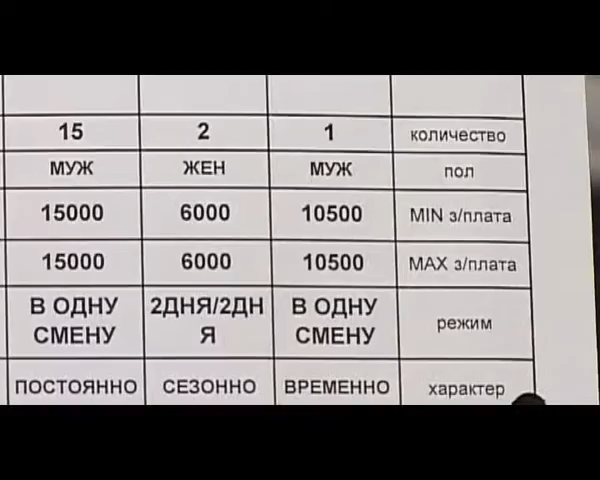 15 2 1 количество
МУЖ ЖЕН МУЖ пол
15000 6000 10500 MIN з/плата
15000 6000 10500 MAX з/плата
В ОДНУ 2ДНЯ/2ДН В ОДНУ режим
СМЕНУ Я СМЕНУ
ПОСТОЯННО СЕЗОННО ВРЕМЕННО характер